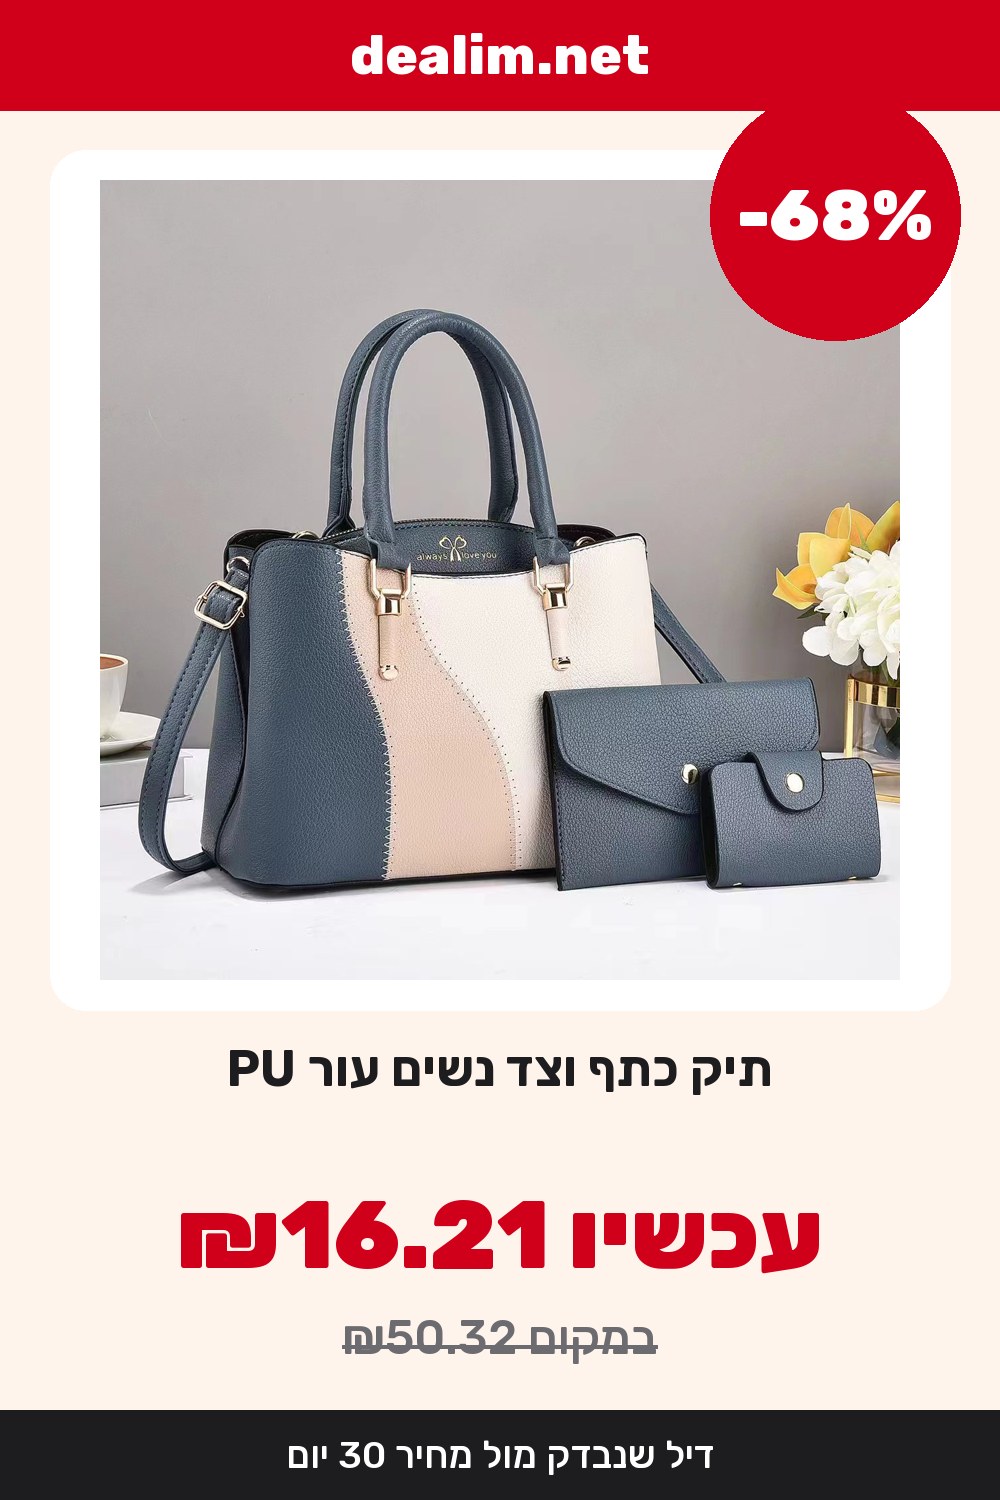 dealim.net
-68%
always love you
תיק כתף וצד נשים עור PU
עכשיו 16.21₪
במקום 50.32₪
דיל שנבדק מול מחיר 30 יום